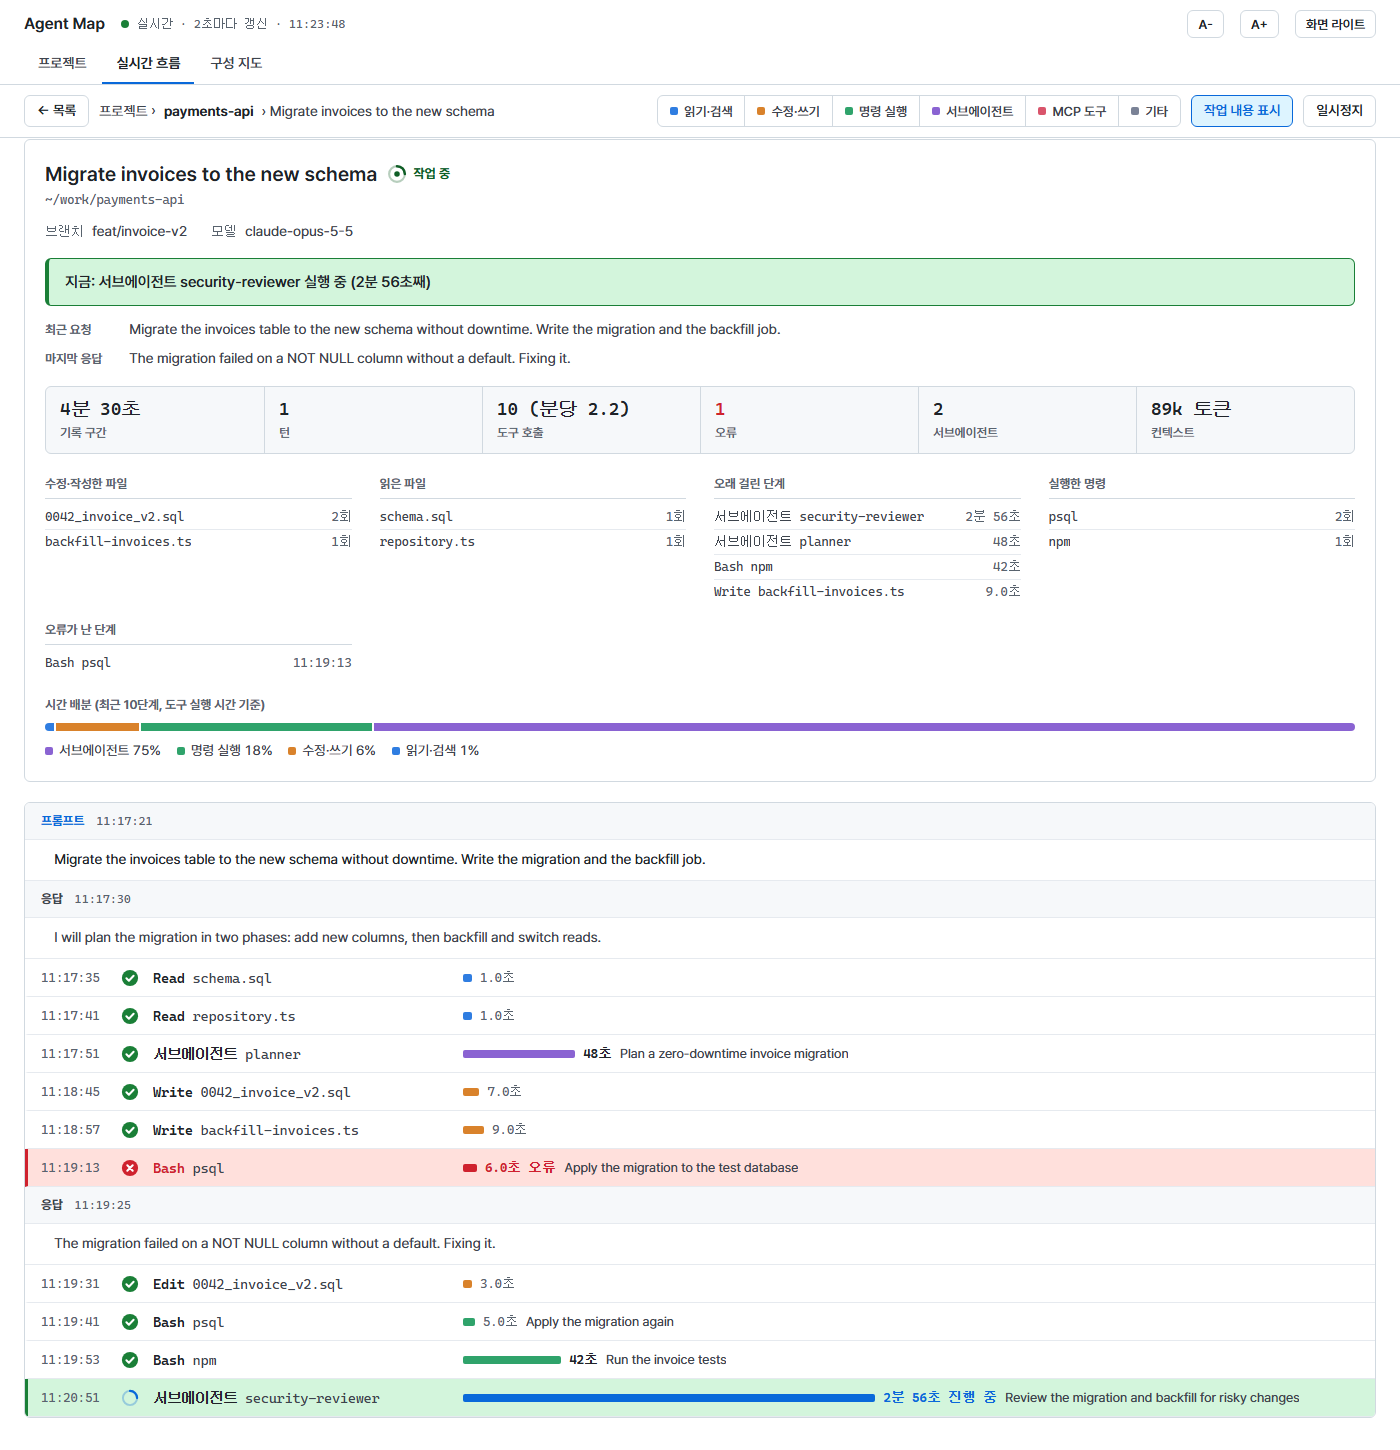 Agent Map 실시간 · 2초마다 갱신 · 11:23:48 A- A+ 화면 라이트
프로젝트 실시간 흐름 구성 지도
← 목록 프로젝트 › payments-api › Migrate invoices to the new schema 읽기·검색 수정·쓰기 명령 실행 서브에이전트 MCP 도구 기타 작업 내용 표시 일시정지
Migrate invoices to the new schema 작업 중
~/work/payments-api
브랜치 feat/invoice-v2 모델 claude-opus-5-5
지금: 서브에이전트 security-reviewer 실행 중 (2분 56초째)
최근 요청 Migrate the invoices table to the new schema without downtime. Write the migration and the backfill job.
마지막 응답 The migration failed on a NOT NULL column without a default. Fixing it.
4분 30초 1 10 (분당 2.2) 1 2 89k 토큰
기록 구간 턴 도구 호출 오류 서브에이전트 컨텍스트
수정·작성한 파일 읽은 파일 오래 걸린 단계 실행한 명령
0042_invoice_v2.sql 2회 schema.sql 1회 서브에이전트 security-reviewer 2분 56초 psql 2회
backfill-invoices.ts 1회 repository.ts 1회 서브에이전트 planner 48초 npm 1회
Bash npm 42초
Write backfill-invoices.ts 9.0초
오류가 난 단계
Bash psql 11:19:13
시간 배분 (최근 10단계, 도구 실행 시간 기준)
서브에이전트 75% 명령 실행 18% 수정·쓰기 6% 읽기·검색 1%
프롬프트 11:17:21
Migrate the invoices table to the new schema without downtime. Write the migration and the backfill job.
응답 11:17:30
I will plan the migration in two phases: add new columns, then backfill and switch reads.
11:17:35 Read schema.sql 1.0초
11:17:41 Read repository.ts 1.0초
11:17:51 서브에이전트 planner 48초 Plan a zero-downtime invoice migration
11:18:45 Write 0042_invoice_v2.sql 7.0초
11:18:57 Write backfill-invoices.ts 9.0초
11:19:13 Bash psql 6.0초 오류 Apply the migration to the test database
응답 11:19:25
The migration failed on a NOT NULL column without a default. Fixing it.
11:19:31 Edit 0042_invoice_v2.sql 3.0초
11:19:41 Bash psql 5.0초 Apply the migration again
11:19:53 Bash npm 42초 Run the invoice tests
11:20:51 서브에이전트 security-reviewer 2분 56초 진행 중 Review the migration and backfill for risky changes